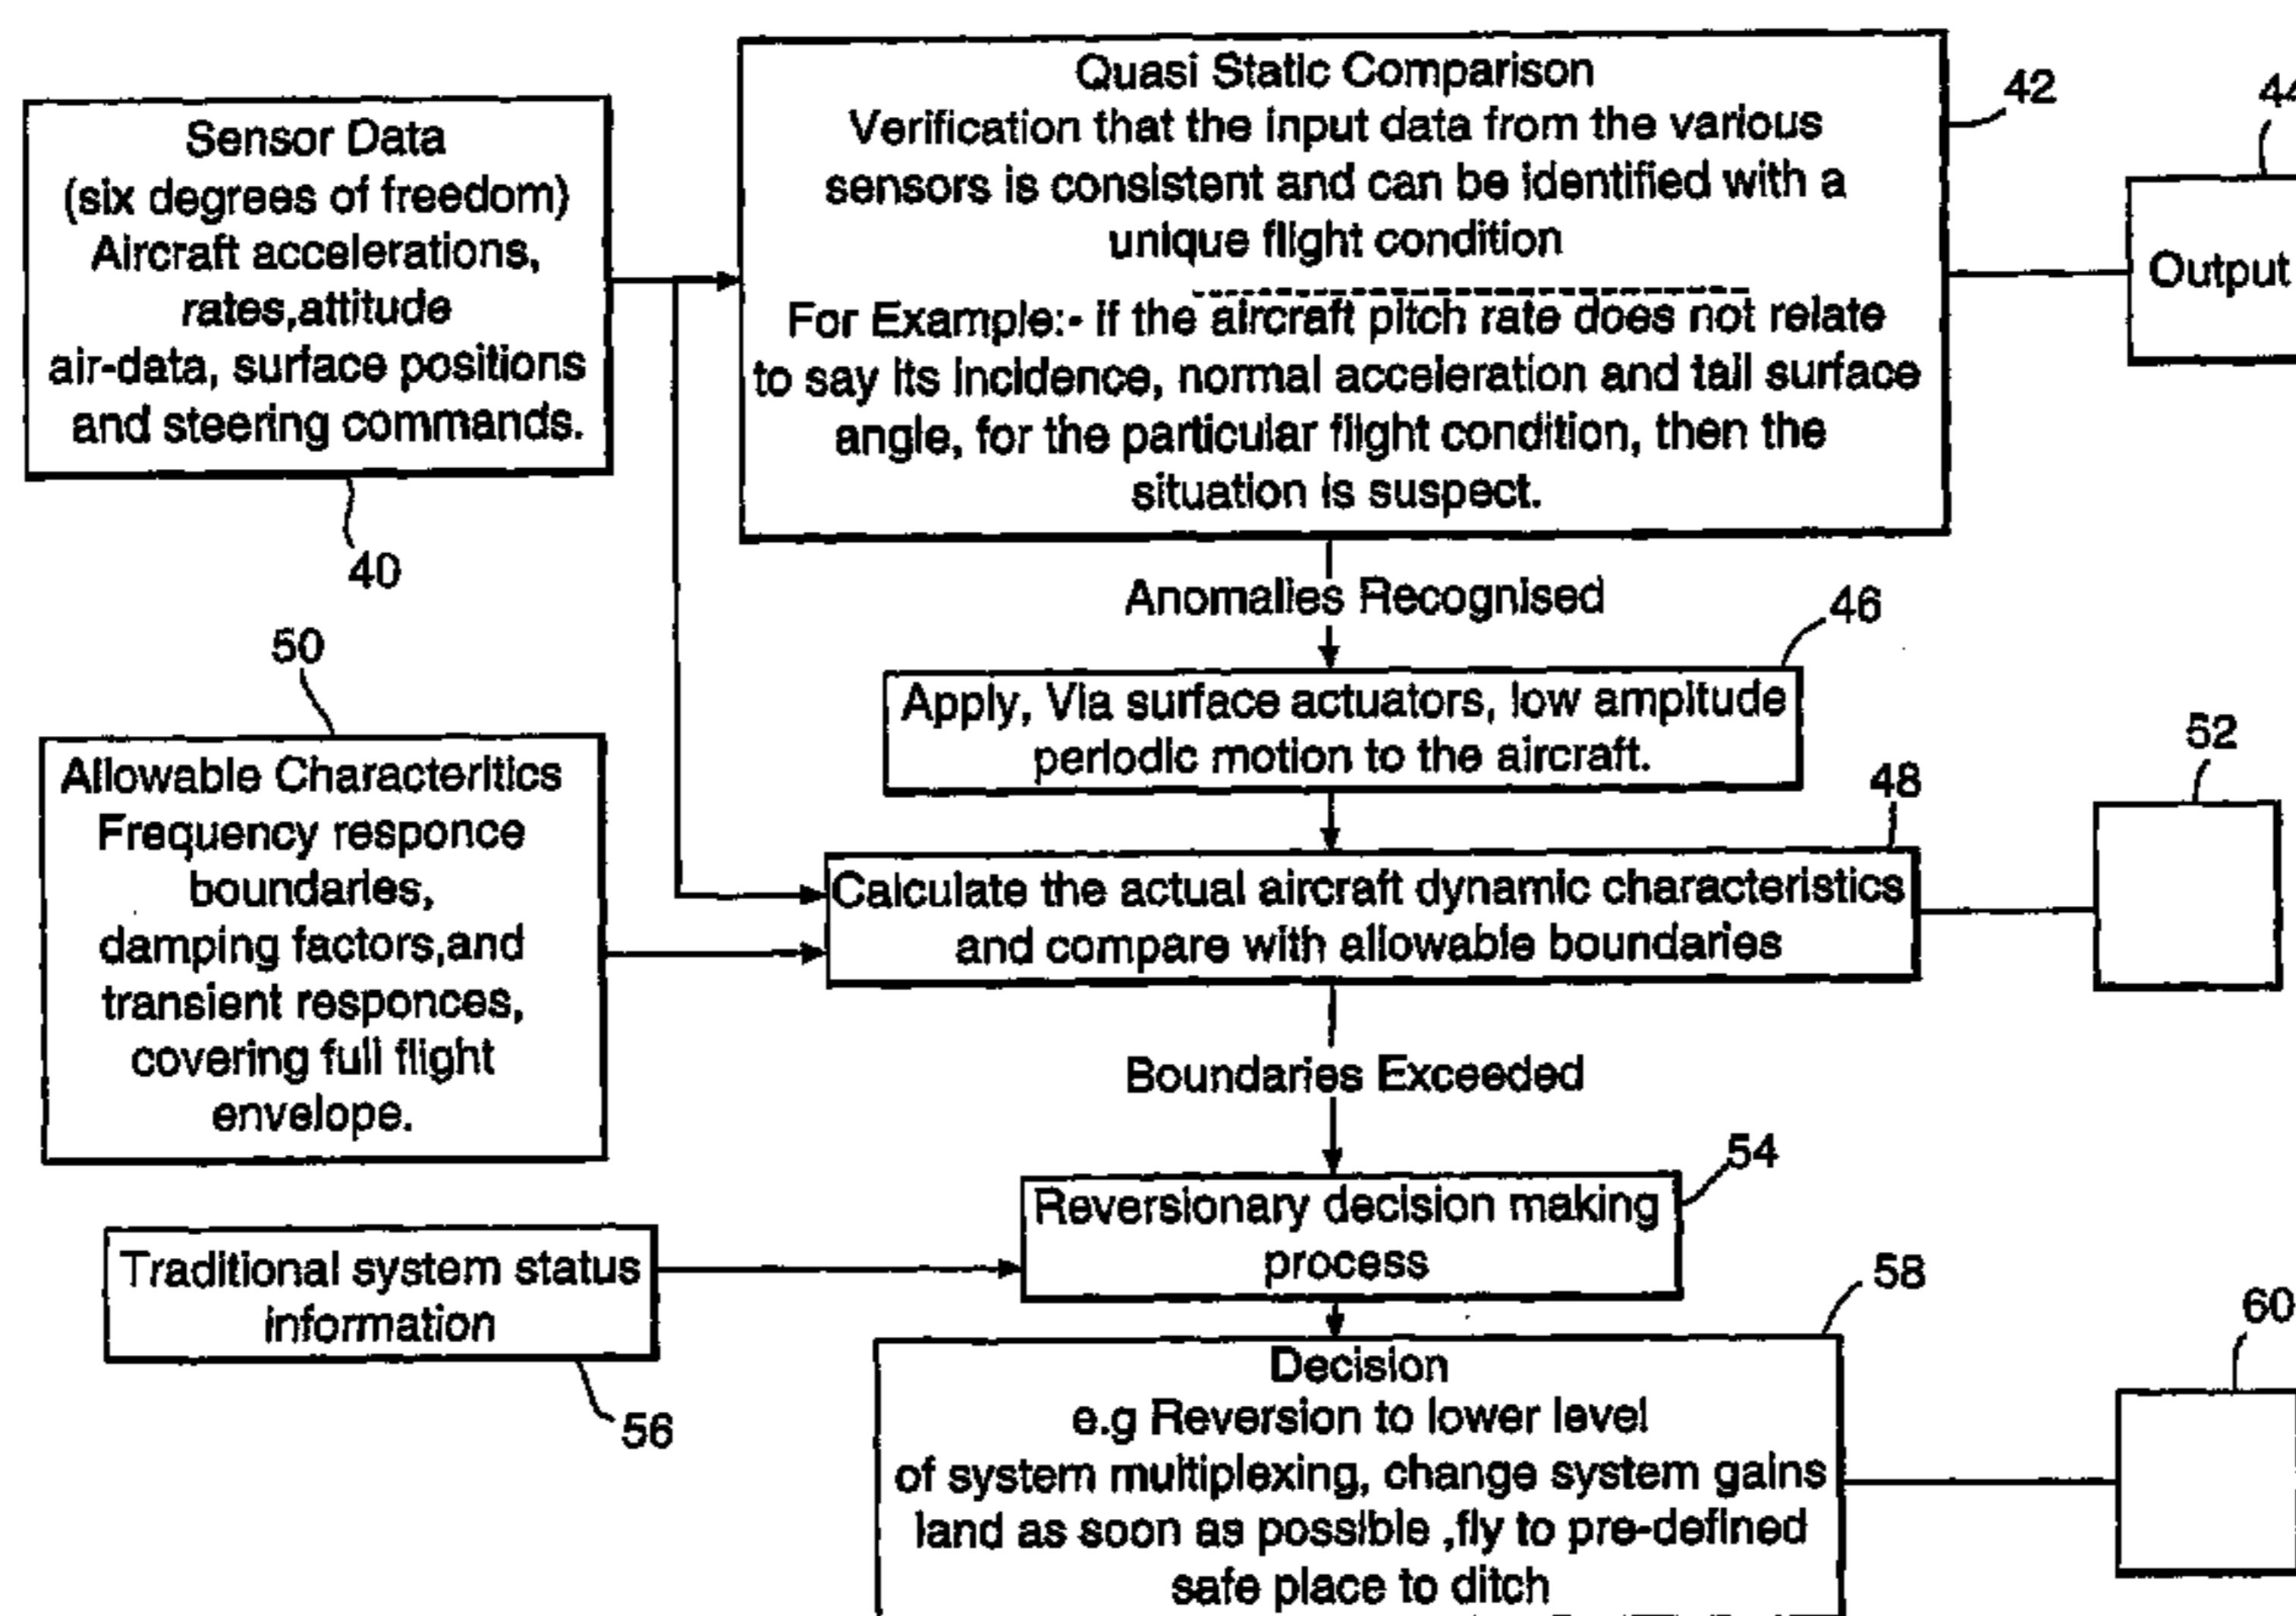 Sensor Data
(six degrees of freedom)
Aircraft accelerations,
rates,attitude
air-data, surface positions
and steering commands.
40
Quasi Static Comparison
Verification that the input data from the various
sensors is consistent and can be identified with a
unique flight condition
For Example:- if the aircraft pitch rate does not relate
to say its incidence, normal acceleration and tail surface
angle, for the particular flight condition, then the
situation is suspect.
42
44
Output
Anomalies Recognised
46
Apply, Via surface actuators, low ampitude
periodic motion to the aircraft.
50
Allowable Characteritics
Frequency responce
boundaries,
damping factors,and
transient responces,
covering full flight
envelope.
48
Calculate the actual aircraft dynamic characteristics
and compare with allowable boundaries
52
Boundaries Exceeded
54
Reversionary decision making
process
Traditional system status
information
56
58
Decision
e.g Reversion to lower level
of system multiplexing, change system gains
land as soon as possible ,fly to pre-defined
safe place to ditch
60